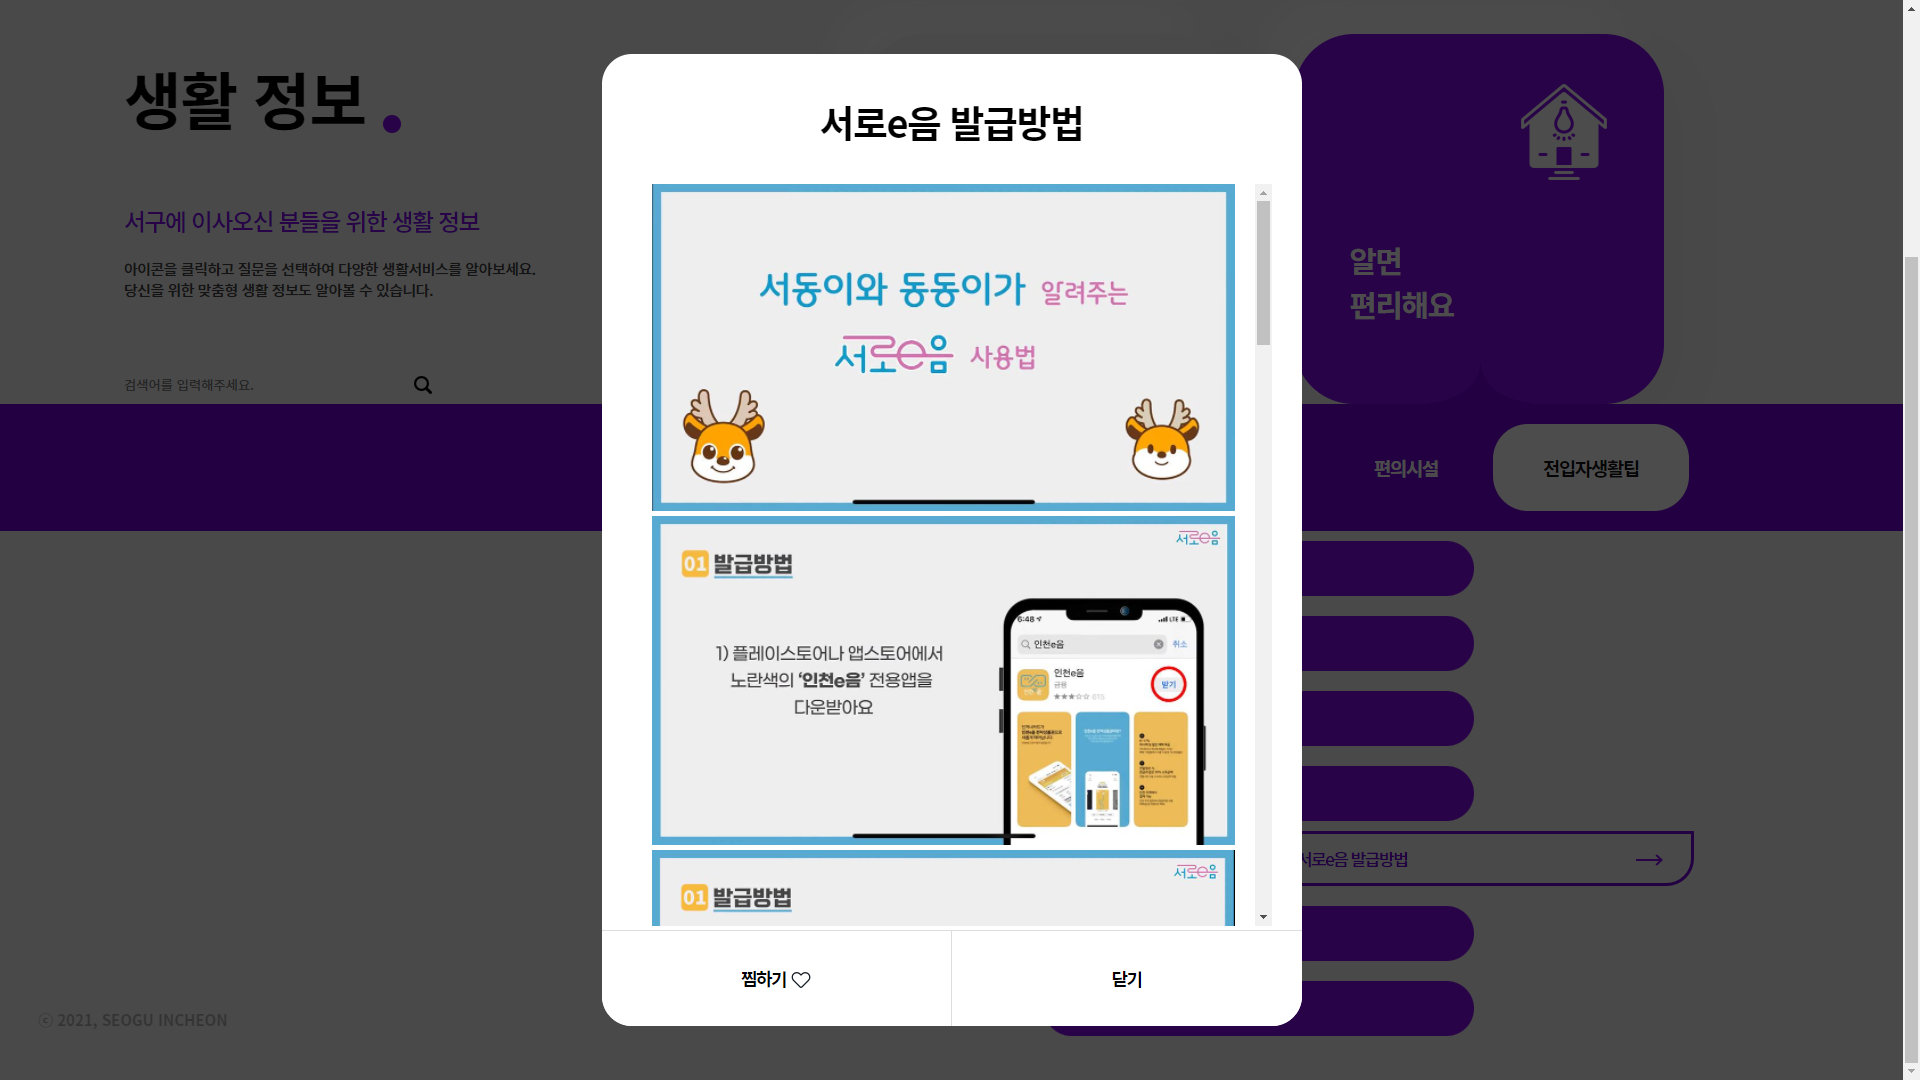 생활 정보
서구에 이사오신 분들을 위한 생활 정보
아이콘을 클릭하고 질문을 선택하여 다양한 생활서비스를 알아보세요.
당신을 위한 맞춤형 생활 정보도 알아볼 수 있습니다.
검색어를 입력해주세요.
알면
편리해요
편의시설
전입자생활팁
서로e음 발급방법
서로e음 발급방법
서동이와 동동이가 알려주는
서로e음 사용법
서로e음
01 발급방법
1) 플레이스토어나 앱스토어에서
노란색의 ‘인천e음’ 전용앱을
다운받아요
6:48
LTE
인천e음
취소
인천e음
금융
받기
★★★☆☆ 615
서로e음
01 발급방법
찜하기
닫기
ⓒ 2021, SEOGU INCHEON